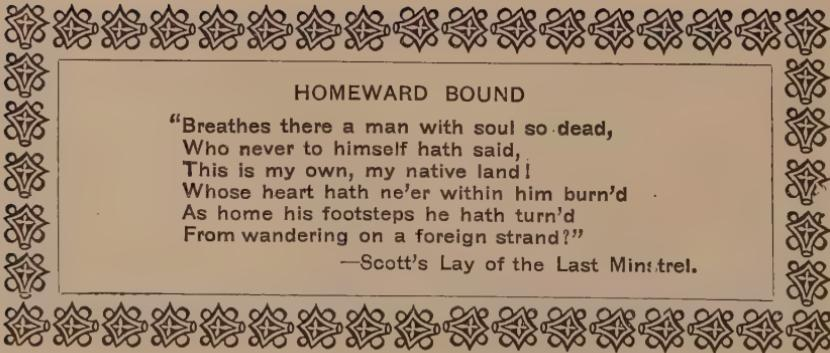 HOMEWARD BOUND
“Breathes there a man with soul so dead,
Who never to himself hath said,
This is my own, my native land!
Whose heart hath ne’er within him burn’d
As home his footsteps he hath turn’d
From wandering on a foreign strand?”
—Scott’s Lay of the Last Minstrel.